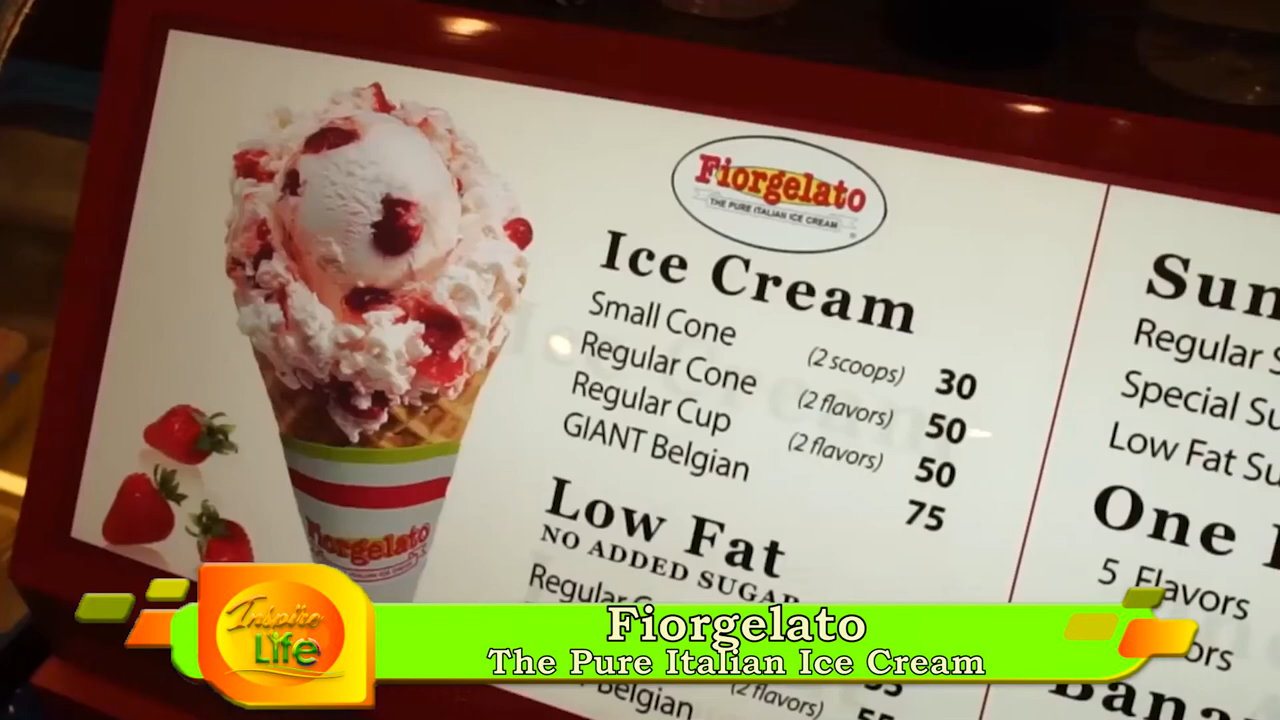 Fiorgelato
THE PURE ITALIAN ICE CREAM
Ice Cream
Small Cone (2 scoops) 30
Regular Cone (2 flavors) 50
Regular Cup (2 flavors) 50
GIANT Belgian 75
Low Fat
NO ADDED SUGAR
Regular
Belgian (2 flavors)
Regular S
Special Su
Low Fat Su
One
5 Flavors
Fiorgelato
Inspire
Life
Fiorgelato
The Pure Italian Ice Cream